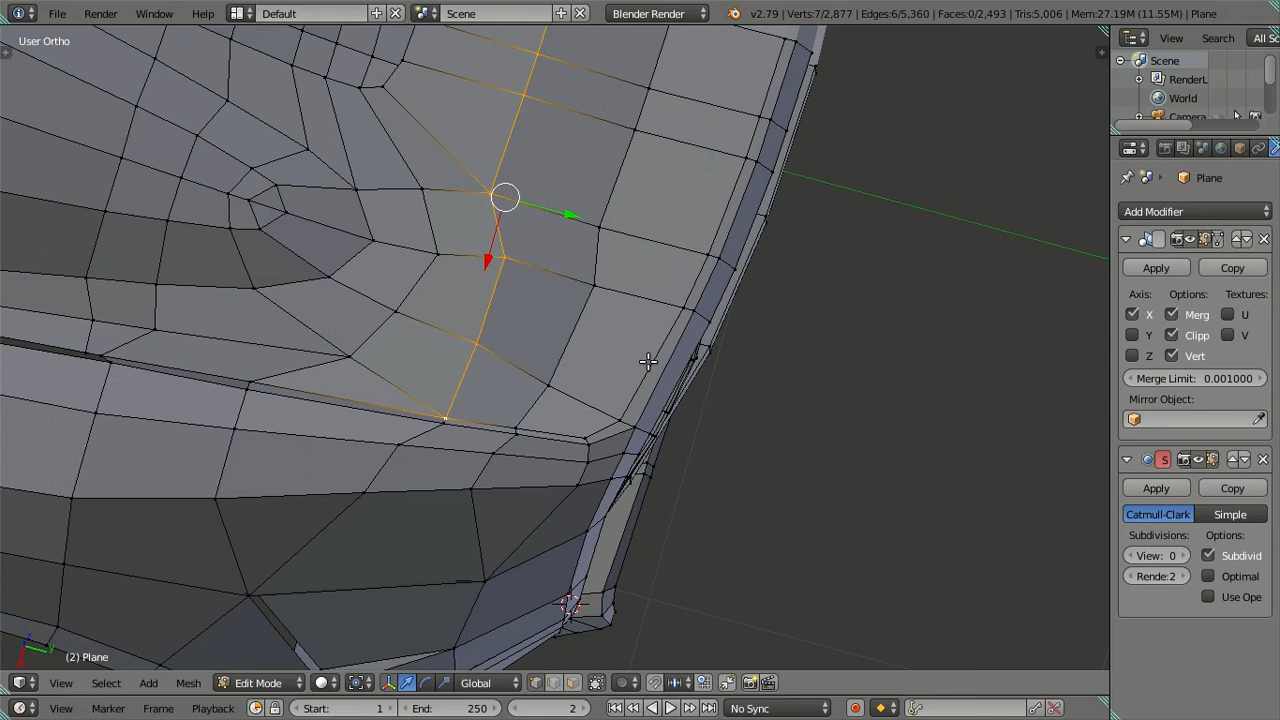 File Render Window Help Default Scene Blender Render v2.79 | Verts:7/2,877 | Edges:6/5,360 | Faces:0/2,493 | Tris:5,006 | Mem:27.19M (11.55M) | Plane
User Ortho
View Search All Sc
Scene
RenderL
World
Camera
Plane
Add Modifier
Apply Copy
Axis: Options: Textures:
X Merg U
Y Clipp V
Z Vert
Merge Limit: 0.001000
Mirror Object:
S
Apply Copy
Catmull-Clark Simple
Subdivisions: Options:
View: 0 Subdivid
Rende:2 Optimal
Use Ope
z y
(2) Plane
View Select Add Mesh Edit Mode Global
View Marker Frame Playback Start: 1 End: 250 2 No Sync